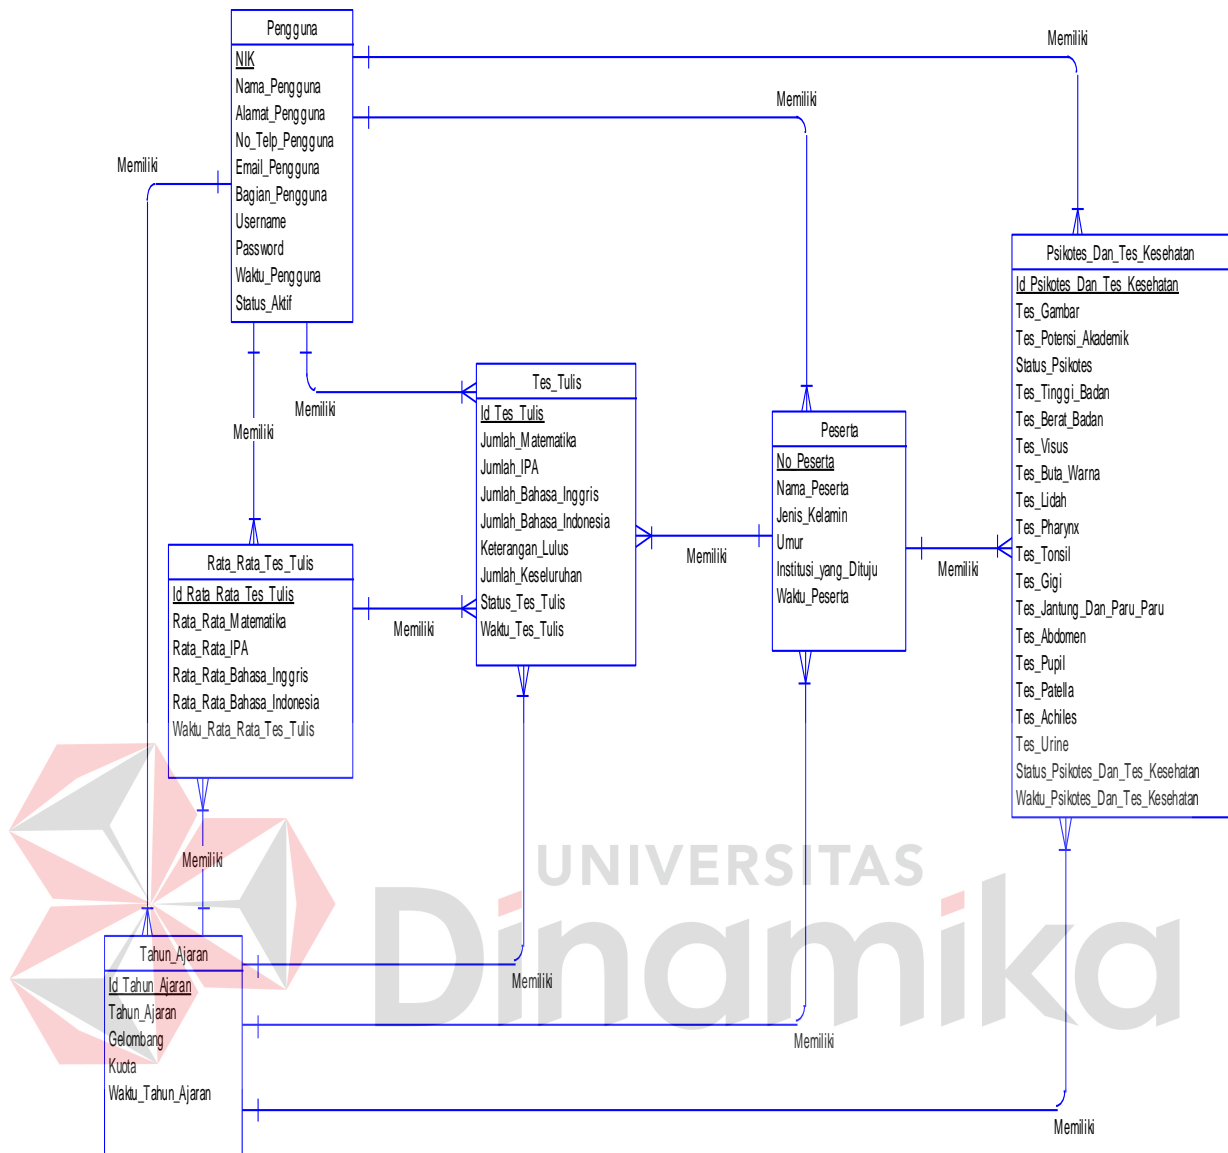 Pengguna
NIK
Nama_Pengguna
Alamat_Pengguna
No_Telp_Pengguna
Email_Pengguna
Bagian_Pengguna
Username
Password
Waktu_Pengguna
Status_Aktif
Memiliki
Memiliki
Memiliki
Memiliki
Memiliki
Psikotes_Dan_Tes_Kesehatan
Id_Psikotes_Dan_Tes_Kesehatan
Tes_Gambar
Tes_Potensi_Akademik
Status_Psikotes
Tes_Tinggi_Badan
Tes_Berat_Badan
Tes_Visus
Tes_Buta_Warna
Tes_Lidah
Tes_Pharynx
Tes_Tonsil
Tes_Gigi
Tes_Jantung_Dan_Paru_Paru
Tes_Abdomen
Tes_Pupil
Tes_Patella
Tes_Achiles
Tes_Urine
Status_Psikotes_Dan_Tes_Kesehatan
Waktu_Psikotes_Dan_Tes_Kesehatan
Tes_Tulis
Id_Tes_Tulis
Jumlah_Matematika
Jumlah_IPA
Jumlah_Bahasa_Inggris
Jumlah_Bahasa_Indonesia
Keterangan_Lulus
Jumlah_Keseluruhan
Status_Tes_Tulis
Waktu_Tes_Tulis
Peserta
No_Peserta
Nama_Peserta
Jenis_Kelamin
Umur
Institusi_yang_Dituju
Waktu_Peserta
Memiliki
Memiliki
Rata_Rata_Tes_Tulis
Id_Rata_Rata_Tes_Tulis
Rata_Rata_Matematika
Rata_Rata_IPA
Rata_Rata_Bahasa_Inggris
Rata_Rata_Bahasa_Indonesia
Waktu_Rata_Rata_Tes_Tulis
Memiliki
Memiliki
UNIVERSITAS
Dinamika
Tahun_Ajaran
Id_Tahun_Ajaran
Tahun_Ajaran
Gelombang
Kuota
Waktu_Tahun_Ajaran
Memiliki
Memiliki
Memiliki